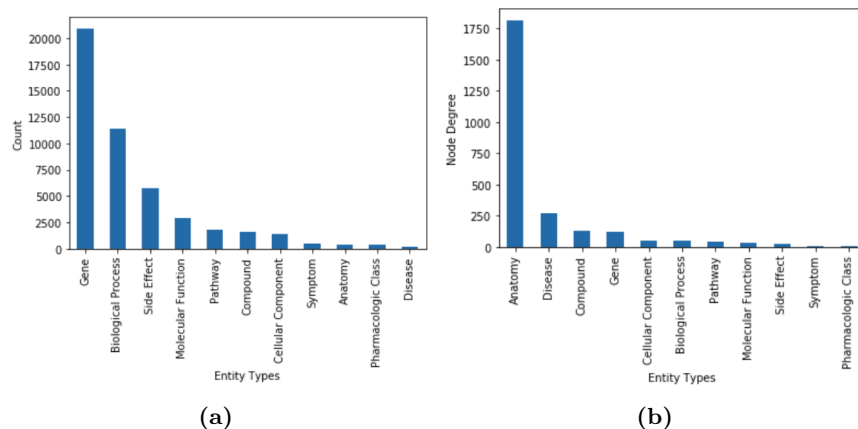 20000
17500
15000
12500
10000
7500
5000
2500
0
Count
Gene
Biological Process
Side Effect
Molecular Function
Pathway
Compound
Cellular Component
Symptom
Anatomy
Pharmacologic Class
Disease
Entity Types
(a)
1750
1500
1250
1000
750
500
250
0
Node Degree
Anatomy
Disease
Compound
Gene
Cellular Component
Biological Process
Pathway
Molecular Function
Side Effect
Symptom
Pharmacologic Class
Entity Types
(b)